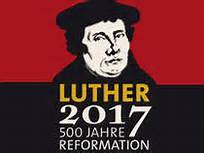 LUTHER
2017
500 JAHRE
REFORMATION